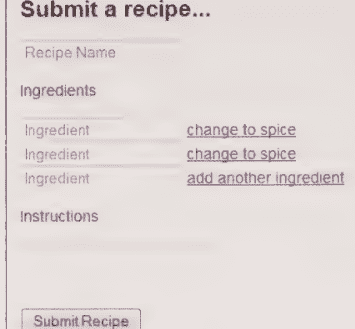 Submit a recipe...
Recipe Name
Ingredients
Ingredient change to spice
Ingredient change to spice
Ingredient add another ingredient
Instructions
Submit Recipe